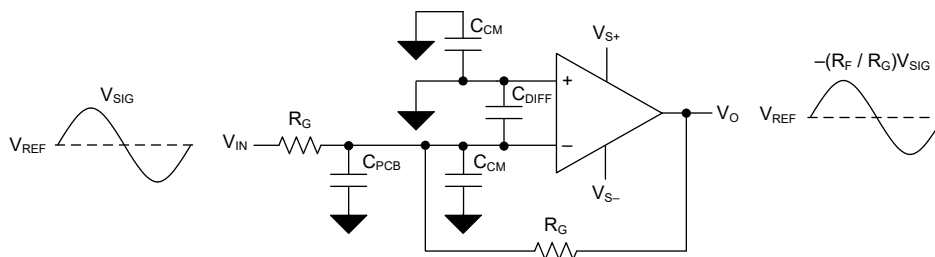 C_CM
V_S+
–(R_F / R_G)V_SIG
V_SIG
+
C_DIFF
R_G
V_O
V_REF
V_REF
V_IN
–
C_PCB
C_CM
V_S–
R_G